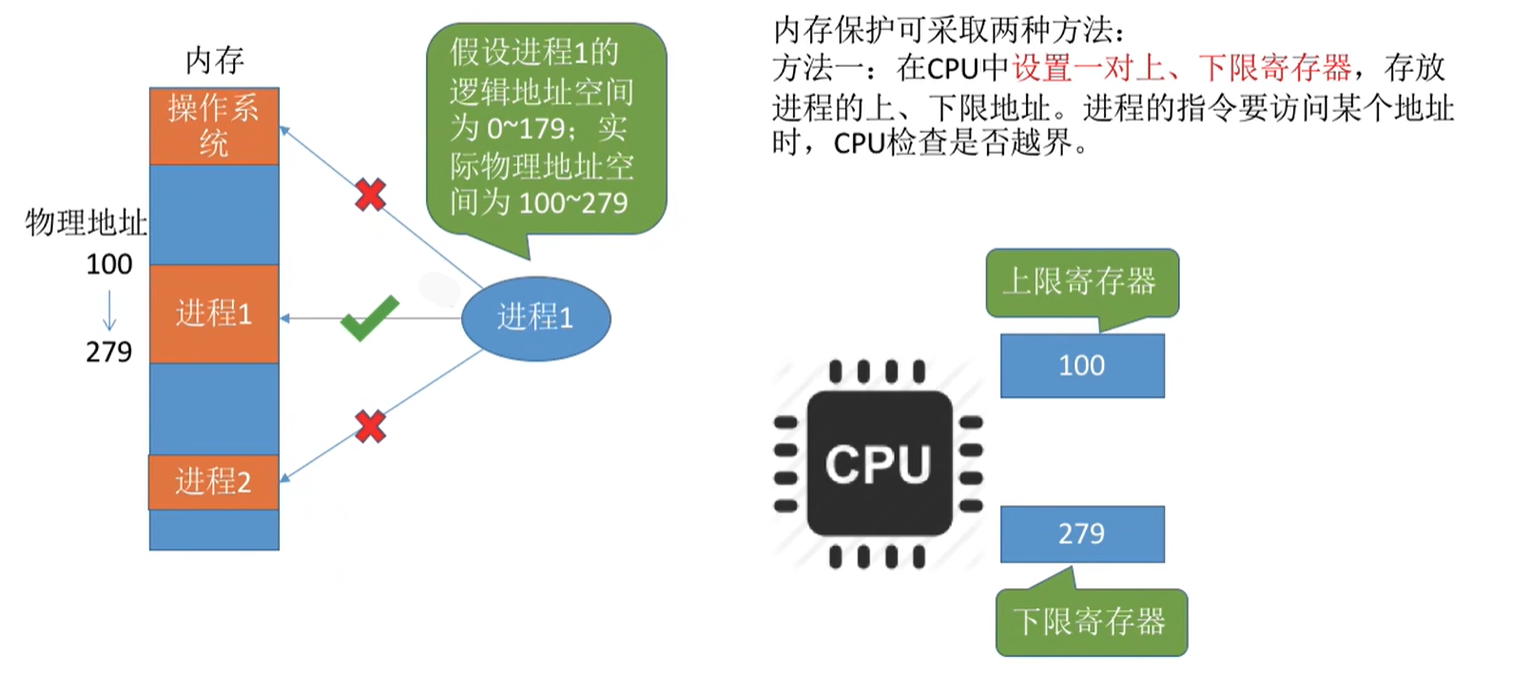 内存
操作系
统
物理地址
100
279
进程1
进程2
假设进程1的
逻辑地址空间
为 0~179；实
际物理地址空
间为 100~279
进程1
内存保护可采取两种方法：
方法一：在CPU中设置一对上、下限寄存器，存放
进程的上、下限地址。进程的指令要访问某个地址
时，CPU检查是否越界。
上限寄存器
100
CPU
279
下限寄存器